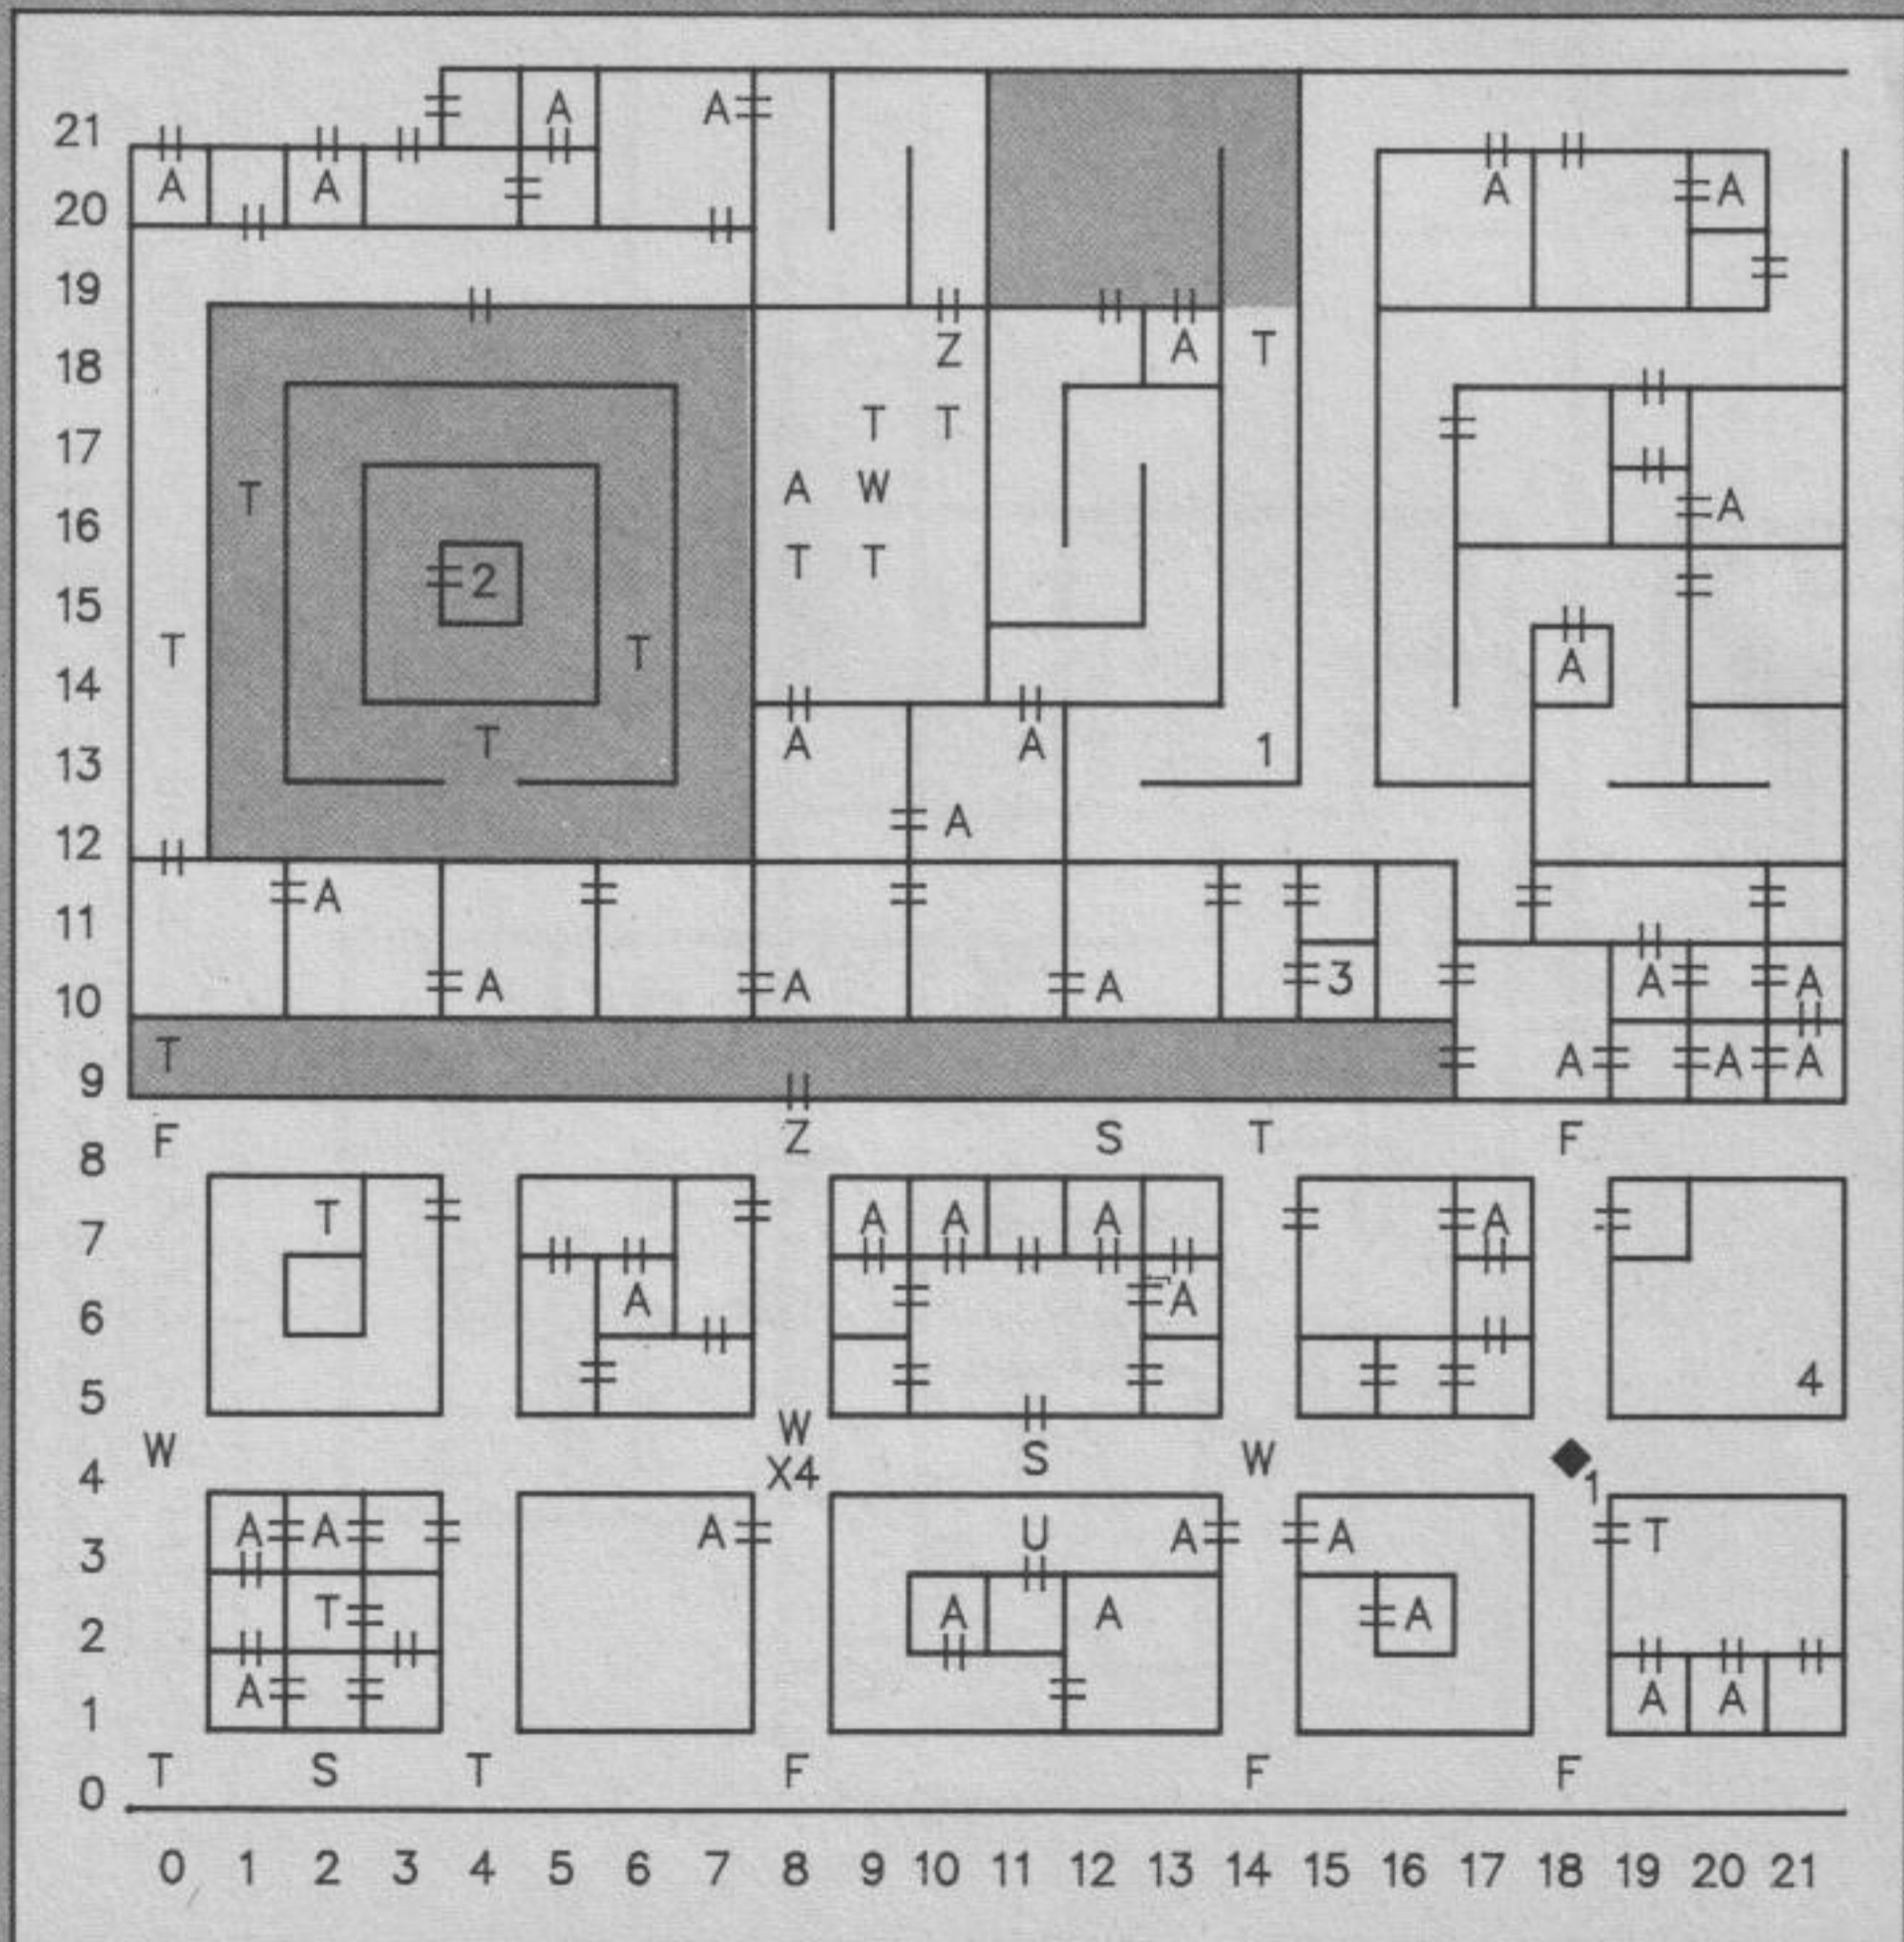 21 A A
20 A A A A
19
18 Z A T
17 T T
16 T A W A
15 2 T T
14 T T A
13 T A A 1
12 A
11 A
10 A A A 3 A A
9 T A A A
8 F Z S T F
7 T A A A A
6 A A
5 4
W W
4 X4 S W 1
3 A A A U A A T
2 T A A A
1 A A A
0 T S T F F F
0 1 2 3 4 5 6 7 8 9 10 11 12 13 14 15 16 17 18 19 20 21